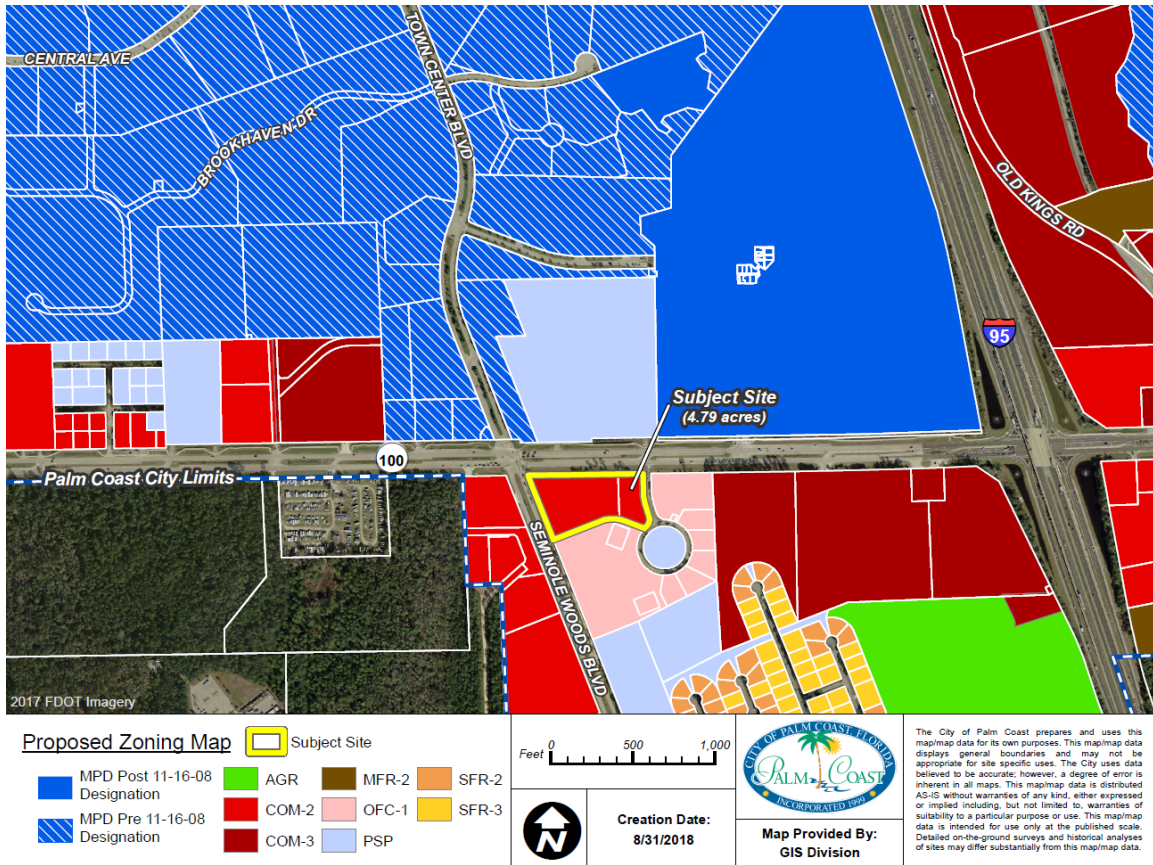 CENTRAL AVE
TOWN CENTER BLVD
BROOKHAVEN DR
OLD KINGS RD
95
Subject Site
(4.79 acres)
100
Palm Coast City Limits
SEMINOLE WOODS BLVD
2017 FDOT Imagery
Proposed Zoning Map
Subject Site
MPD Post 11-16-08
Designation
MPD Pre 11-16-08
Designation
AGR
COM-2
COM-3
MFR-2
OFC-1
PSP
SFR-2
SFR-3
Feet
0 500 1,000
N
Creation Date:
8/31/2018
CITY OF PALM COAST, FLORIDA
PALM COAST
INCORPORATED 1999
Map Provided By:
GIS Division
The City of Palm Coast prepares and uses this
map/map data for its own purposes. This map/map data
displays general boundaries and may not be
appropriate for site specific uses. The City uses data
believed to be accurate; however, a degree of error is
inherent in all maps. This map/map data is distributed
AS-IS without warranties of any kind, either expressed
or implied including, but not limited to, warranties of
suitability to a particular purpose or use. This map/map
data is intended for use only at the published scale.
Detailed on-the-ground surveys and historical analyses
of sites may differ substantially from this map/map data.